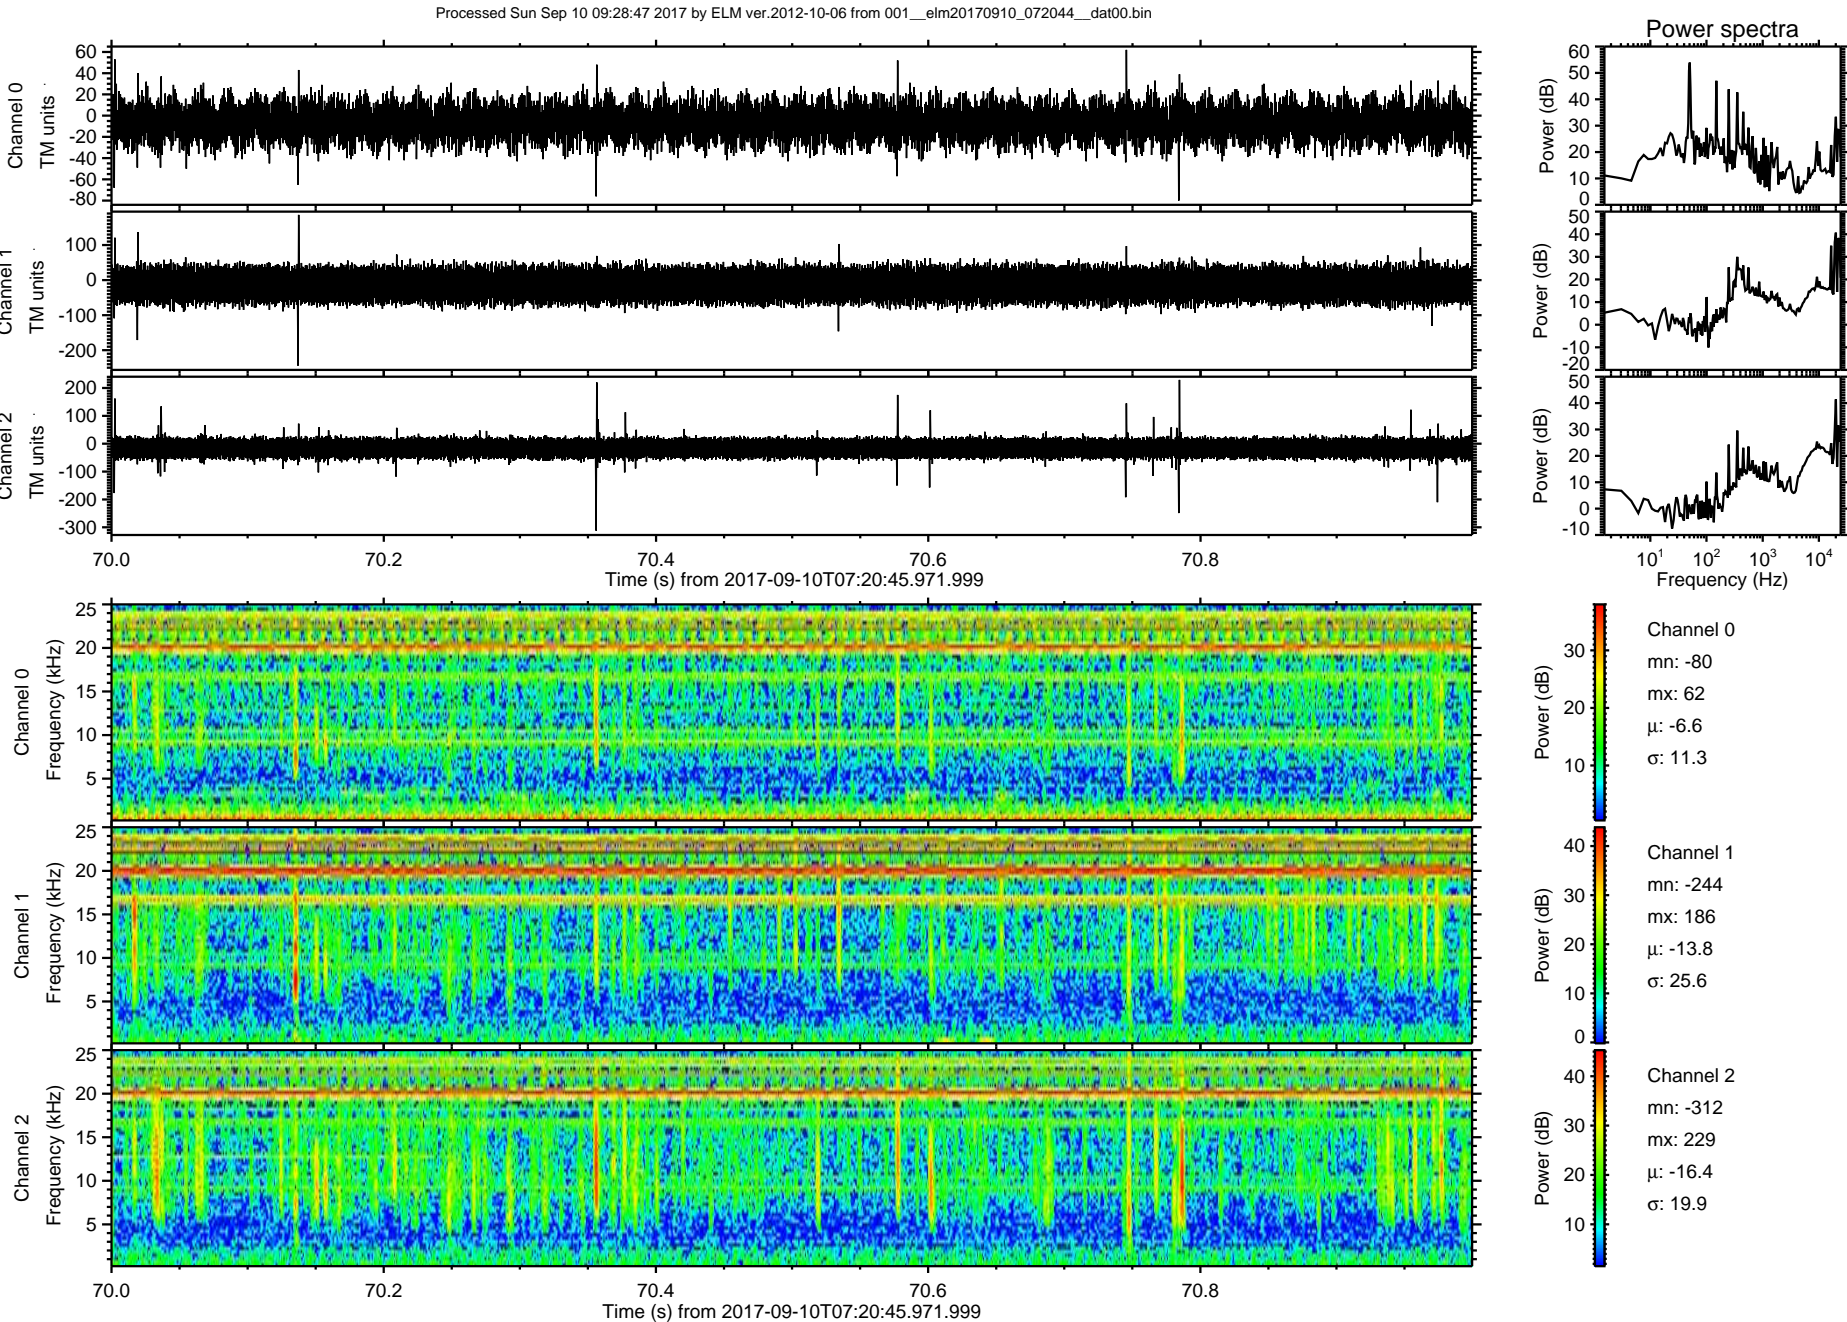 Processed Sun Sep 10 09:28:47 2017 by ELM ver.2012-10-06 from 001__elm20170910_072044__dat00.bin
Power spectra
Channel 0
TM units
60
40
20
0
-20
-40
-60
-80
Power (dB)
60
50
40
30
20
10
0
Channel 1
TM units
100
0
-100
-200
Power (dB)
50
40
30
20
10
0
-10
-20
Channel 2
TM units
200
100
0
-100
-200
-300
Power (dB)
50
40
30
20
10
0
-10
70.0 70.2 70.4 70.6 70.8
Time (s) from 2017-09-10T07:20:45.971.999
10¹ 10² 10³ 10⁴
Frequency (Hz)
Channel 0
Frequency (kHz)
25
20
15
10
5
Power (dB)
30
20
10
Channel 0
mn: -80
mx: 62
μ: -6.6
σ: 11.3
Channel 1
Frequency (kHz)
25
20
15
10
5
Power (dB)
40
30
20
10
0
Channel 1
mn: -244
mx: 186
μ: -13.8
σ: 25.6
Channel 2
Frequency (kHz)
25
20
15
10
5
Power (dB)
40
30
20
10
Channel 2
mn: -312
mx: 229
μ: -16.4
σ: 19.9
70.0 70.2 70.4 70.6 70.8
Time (s) from 2017-09-10T07:20:45.971.999